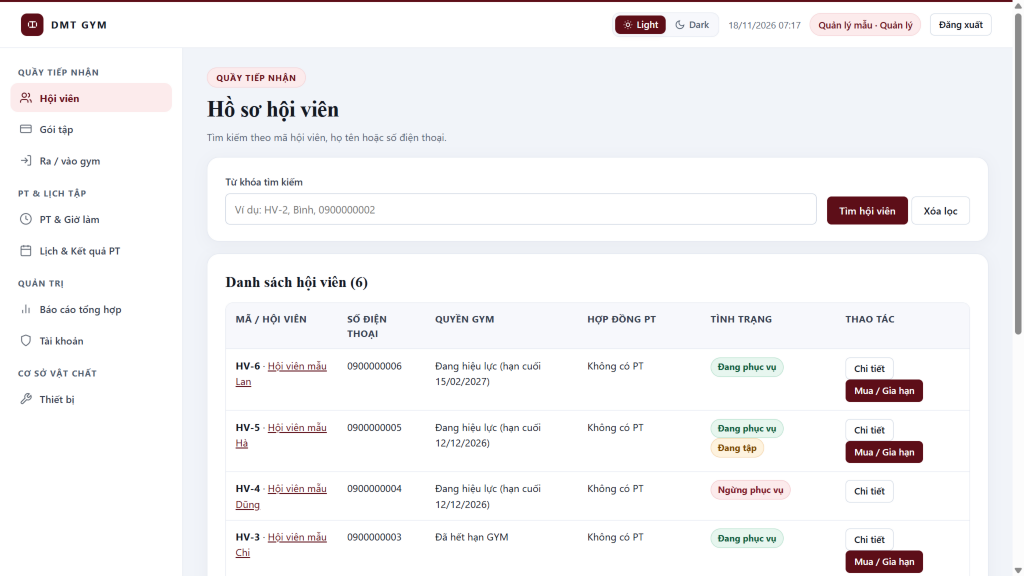 DMT GYM
Light
Dark
18/11/2026 07:17
Quản lý mẫu · Quản lý
Đăng xuất
QUẦY TIẾP NHẬN
Hội viên
Gói tập
Ra / vào gym
PT & LỊCH TẬP
PT & Giờ làm
Lịch & Kết quả PT
QUẢN TRỊ
Báo cáo tổng hợp
Tài khoản
CƠ SỞ VẬT CHẤT
Thiết bị
QUẦY TIẾP NHẬN
Hồ sơ hội viên
Tìm kiếm theo mã hội viên, họ tên hoặc số điện thoại.
Từ khóa tìm kiếm
Ví dụ: HV-2, Bình, 0900000002
Tìm hội viên
Xóa lọc
Danh sách hội viên (6)
MÃ / HỘI VIÊN
SỐ ĐIỆN
THOẠI
QUYỀN GYM
HỢP ĐỒNG PT
TÌNH TRẠNG
THAO TÁC
HV-6 · Hội viên mẫu
Lan
0900000006
Đang hiệu lực (hạn cuối
15/02/2027)
Không có PT
Đang phục vụ
Chi tiết
Mua / Gia hạn
HV-5 · Hội viên mẫu
Hà
0900000005
Đang hiệu lực (hạn cuối
12/12/2026)
Không có PT
Đang phục vụ
Đang tập
Chi tiết
Mua / Gia hạn
HV-4 · Hội viên mẫu
Dũng
0900000004
Đang hiệu lực (hạn cuối
12/12/2026)
Không có PT
Ngừng phục vụ
Chi tiết
HV-3 · Hội viên mẫu
Chi
0900000003
Đã hết hạn GYM
Không có PT
Đang phục vụ
Chi tiết
Mua / Gia hạn